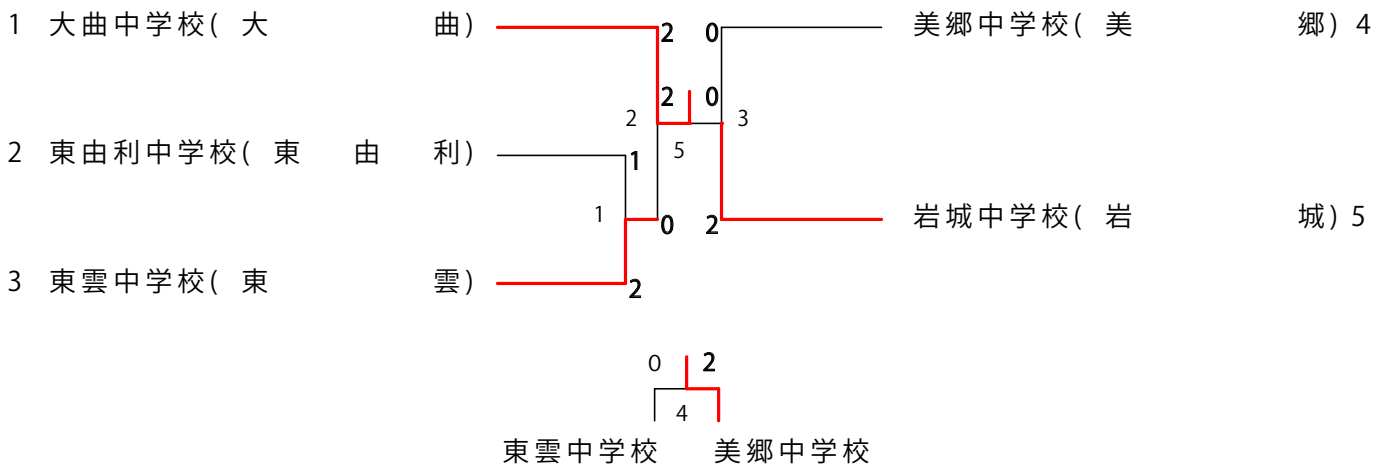 1 大曲中学校( 大 曲) 2 0 美郷中学校( 美 郷) 4
2 0
2 3
2 東由利中学校( 東 由 利) 1 5
1 0 2 岩城中学校( 岩 城) 5
3 東雲中学校( 東 雲) 2
0 2
4
東雲中学校 美郷中学校